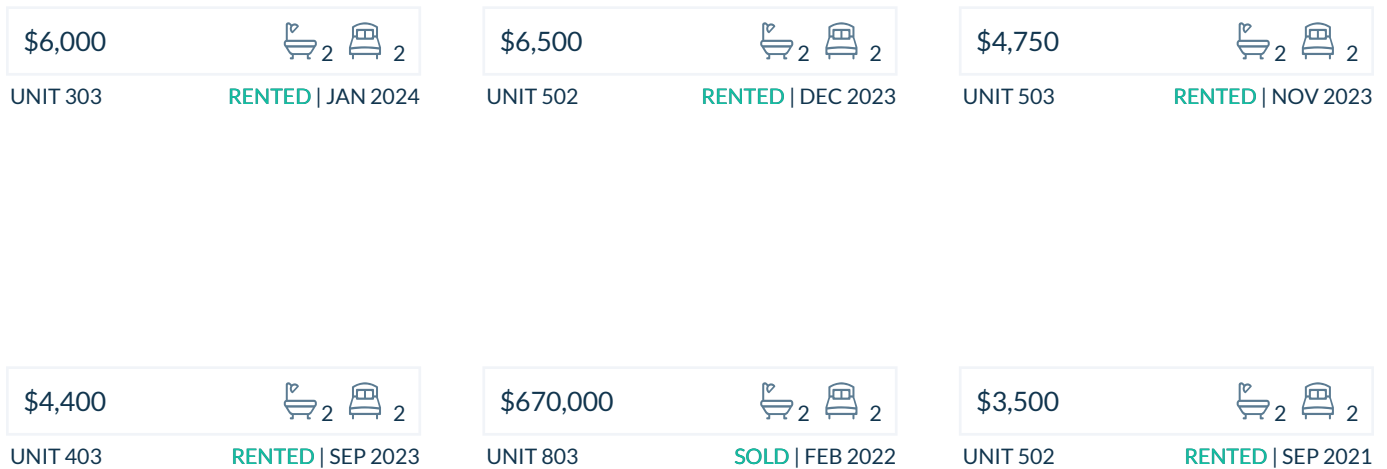 $6,000 2 2
UNIT 303 RENTED | JAN 2024
$6,500 2 2
UNIT 502 RENTED | DEC 2023
$4,750 2 2
UNIT 503 RENTED | NOV 2023
$4,400 2 2
UNIT 403 RENTED | SEP 2023
$670,000 2 2
UNIT 803 SOLD | FEB 2022
$3,500 2 2
UNIT 502 RENTED | SEP 2021